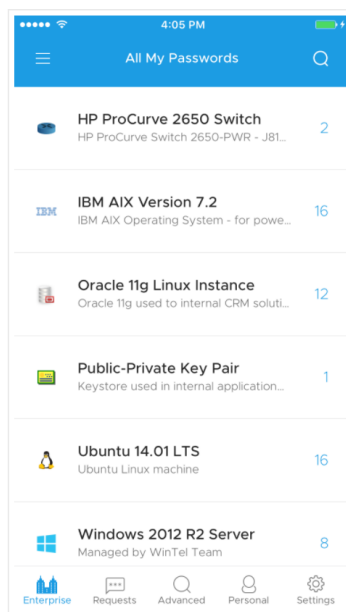 4:05 PM
All My Passwords
HP ProCurve 2650 Switch
HP ProCurve Switch 2650-PWR - J81...
2
IBM
IBM AIX Version 7.2
IBM AIX Operating System - for powe...
16
Oracle 11g Linux Instance
Oracle 11g used to internal CRM soluti...
12
Public-Private Key Pair
Keystore used in internal application...
1
Ubuntu 14.01 LTS
Ubuntu Linux machine
16
Windows 2012 R2 Server
Managed by WinTel Team
8
Enterprise Requests Advanced Personal Settings